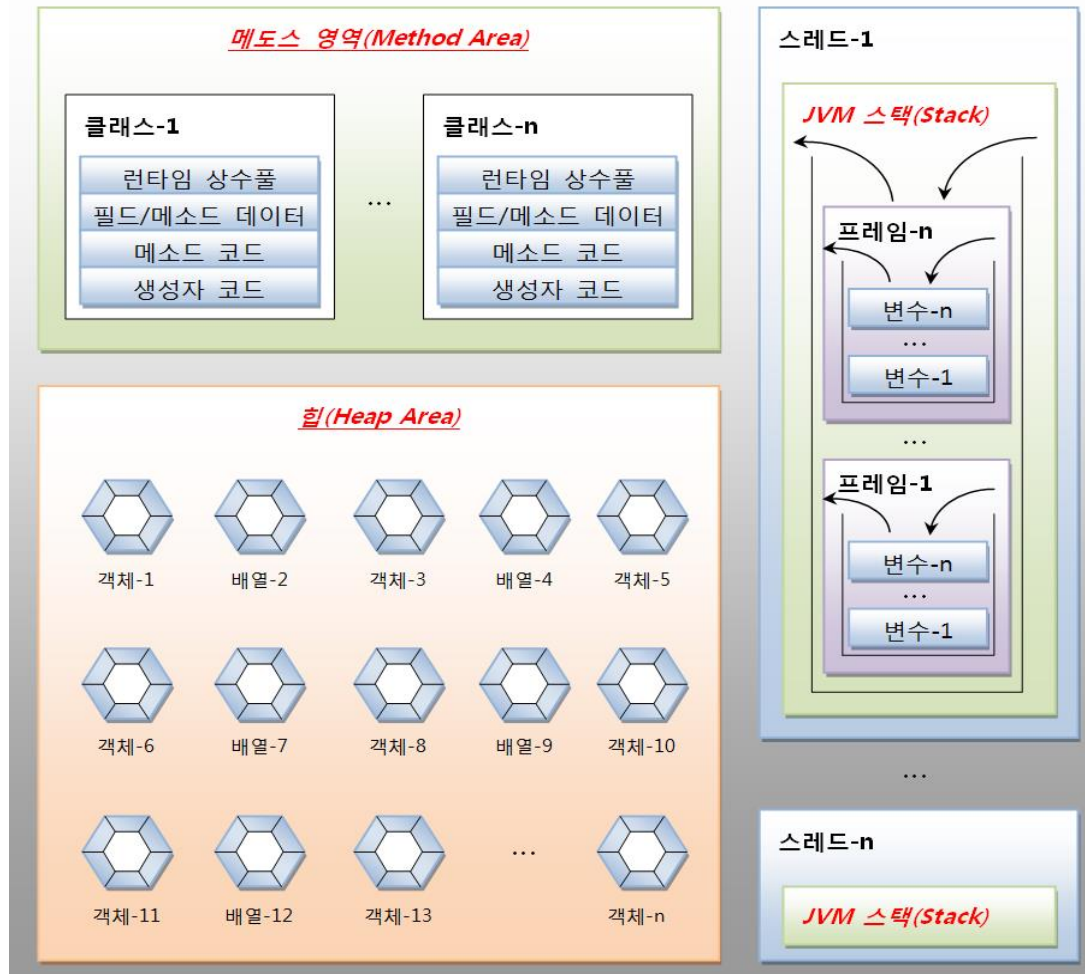 메도스 영역(Method Area)
클래스-1
런타임 상수풀
필드/메소드 데이터
메소드 코드
생성자 코드
...
클래스-n
런타임 상수풀
필드/메소드 데이터
메소드 코드
생성자 코드
힙(Heap Area)
객체-1
배열-2
객체-3
배열-4
객체-5
객체-6
배열-7
객체-8
배열-9
객체-10
객체-11
배열-12
객체-13
...
객체-n
스레드-1
JVM 스택(Stack)
프레임-n
변수-n
...
변수-1
...
프레임-1
변수-n
...
변수-1
...
스레드-n
JVM 스택(Stack)